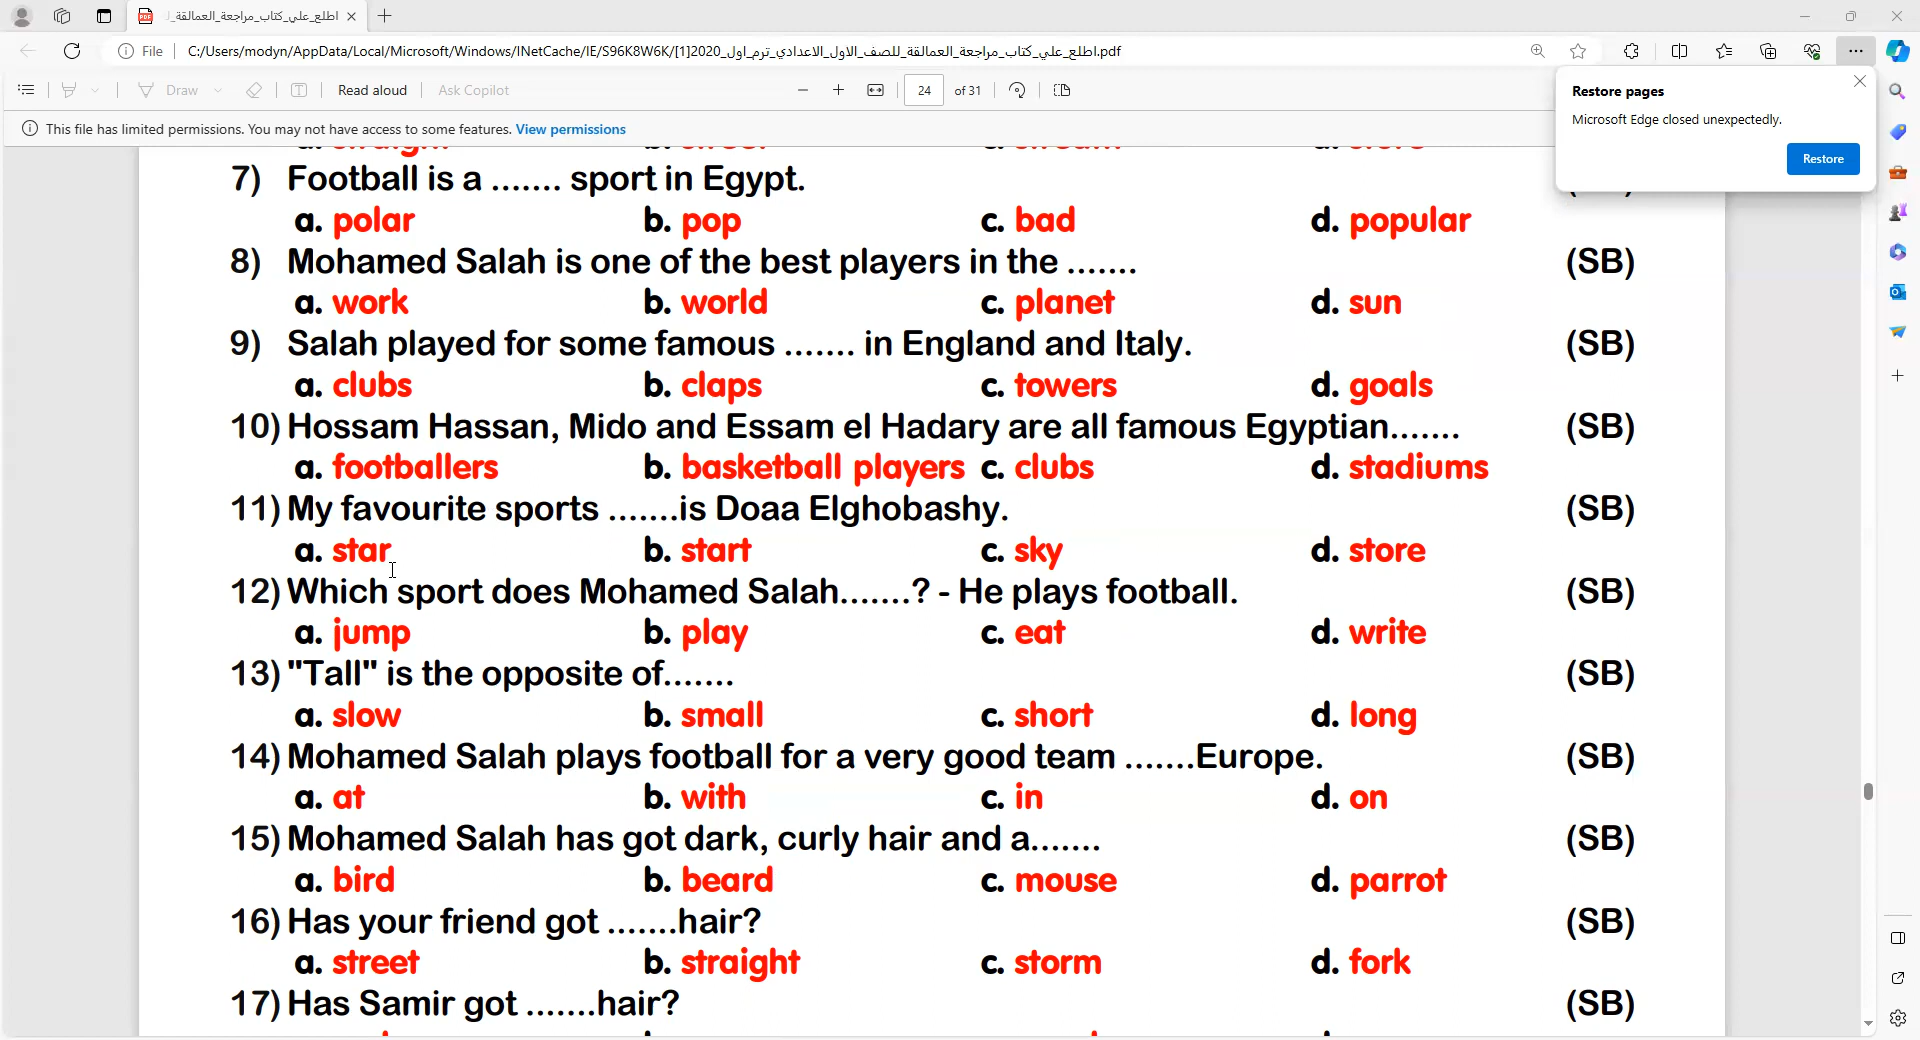 اطلع_علي_كتاب_مراجعة_العمالقة_ل
File C:/Users/modyn/AppData/Local/Microsoft/Windows/INetCache/IE/S96K8W6K/[1]2020_اطلع_علي_كتاب_مراجعة_العمالقة_للصف_الاول_الاعدادي_ترم_اول.pdf
Draw Read aloud Ask Copilot 24 of 31
This file has limited permissions. You may not have access to some features. View permissions
Restore pages
Microsoft Edge closed unexpectedly.
Restore
7) Football is a ....... sport in Egypt.
a. polar b. pop c. bad d. popular
8) Mohamed Salah is one of the best players in the ....... (SB)
a. work b. world c. planet d. sun
9) Salah played for some famous ....... in England and Italy. (SB)
a. clubs b. claps c. towers d. goals
10) Hossam Hassan, Mido and Essam el Hadary are all famous Egyptian....... (SB)
a. footballers b. basketball players c. clubs d. stadiums
11) My favourite sports .......is Doaa Elghobashy. (SB)
a. star b. start c. sky d. store
12) Which sport does Mohamed Salah.......? - He plays football. (SB)
a. jump b. play c. eat d. write
13) "Tall" is the opposite of....... (SB)
a. slow b. small c. short d. long
14) Mohamed Salah plays football for a very good team .......Europe. (SB)
a. at b. with c. in d. on
15) Mohamed Salah has got dark, curly hair and a....... (SB)
a. bird b. beard c. mouse d. parrot
16) Has your friend got .......hair? (SB)
a. street b. straight c. storm d. fork
17) Has Samir got .......hair? (SB)